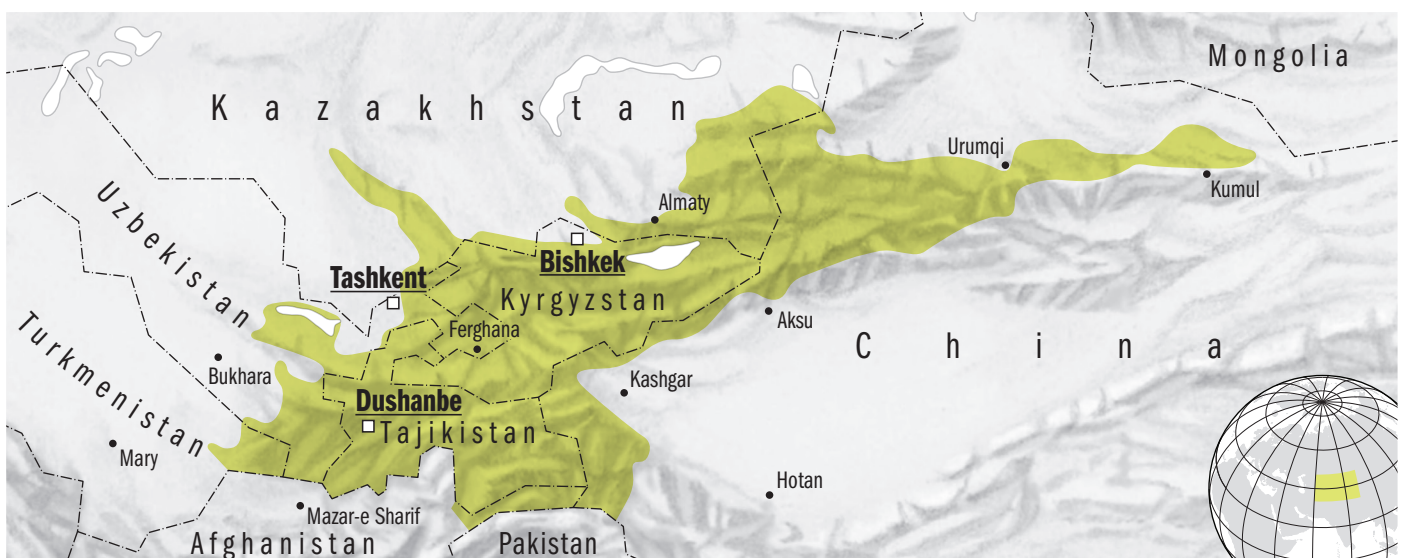 Mongolia
Kazakhstan
Urumqi
Kumul
Almaty
Uzbekistan
Bishkek
Tashkent
Kyrgyzstan
Aksu
Ferghana
China
Turkmenistan
Bukhara
Kashgar
Dushanbe
Tajikistan
Mary
Hotan
Mazar-e Sharif
Afghanistan
Pakistan